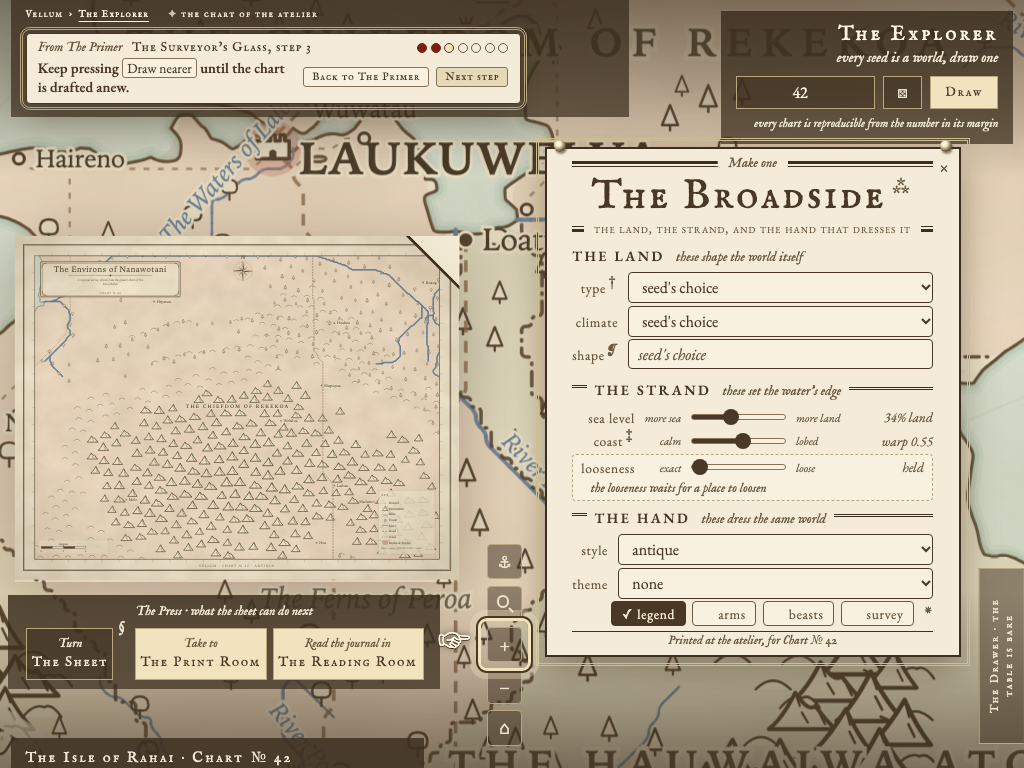 Vellum › The Explorer ✦ the chart of the atelier
From The Primer The Surveyor's Glass, step 3
Keep pressing Draw nearer until the chart
is drafted anew.
Back to The Primer Next step
The Explorer
every seed is a world, draw one
42 Draw
every chart is reproducible from the number in its margin
Wuwatau
Haireno
The Waters of
LAUKUWE
OF REKE
Loat
River
The Environs of Nanawotani
THE CHIEFDOM OF REKEKOA
Make one
The Broadside ⁂
THE LAND, THE STRAND, AND THE HAND THAT DRESSES IT
THE LAND these shape the world itself
type † seed's choice
climate seed's choice
shape ¶ seed's choice
THE STRAND these set the water's edge
sea level more sea more land 34% land
coast ‡ calm lobed warp 0.55
looseness exact loose held
the looseness waits for a place to loosen
THE HAND these dress the same world
style antique
theme none
✓ legend arms beasts survey *
Printed at the atelier, for Chart № 42
The Ferns of Peroa
The Press · what the sheet can do next
Turn
The Sheet
§
Take to
The Print Room
Read the journal in
The Reading Room
+
−
The Drawer · the
table is bare
River
The Isle of Rahai · Chart № 42
THE HAUWALWA